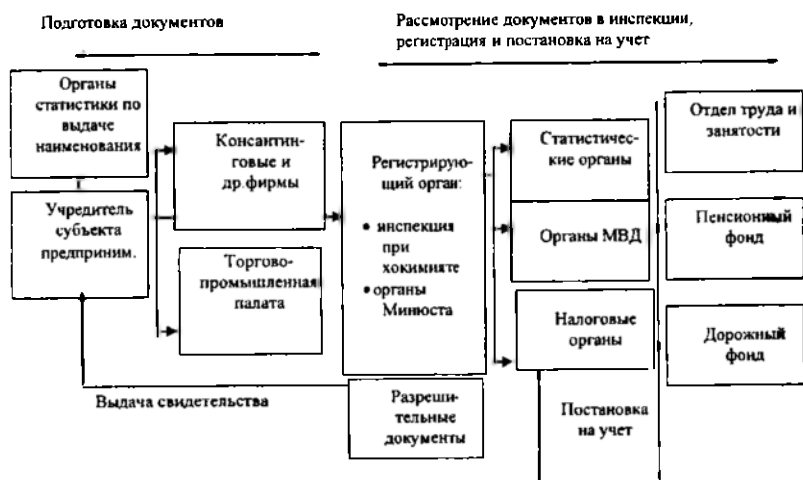 Подготовка документов
Рассмотрение документов в инспекции,
регистрация и постановка на учет
Органы
статистики по
выдаче
наименования
Учредитель
субъекта
предприним.
Консантин-
говые и
др.фирмы
Торгово-
промышленная
палата
Регистрирую-
щий орган:
• инспекция
при
хокимияте
• органы
Минюста
Разреши-
тельные
документы
Статистичес-
кие органы
Органы МВД
Налоговые
органы
Отдел труда и
занятости
Пенсионный
фонд
Дорожный
фонд
Выдача свидетельства
Постановка
на учет